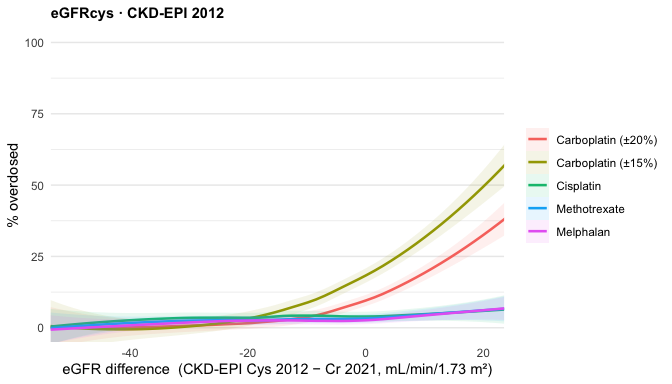 eGFRcys · CKD-EPI 2012
100
75
50
25
0
% overdosed
-40
-20
0
20
eGFR difference (CKD-EPI Cys 2012 − Cr 2021, mL/min/1.73 m²)
Carboplatin (±20%)
Carboplatin (±15%)
Cisplatin
Methotrexate
Melphalan